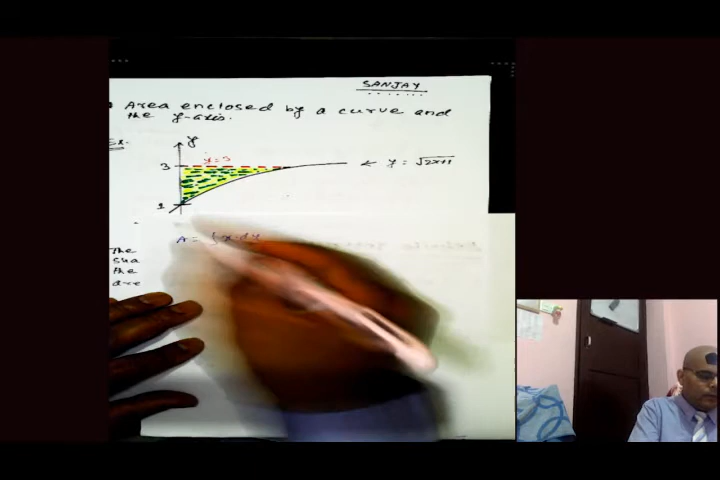 SANJAY
Area enclosed by a curve and
the y-axis.
Ex.
y
y=3
3
← y = √2x+1
1
A = ∫ x dy
The
Sha
the
are